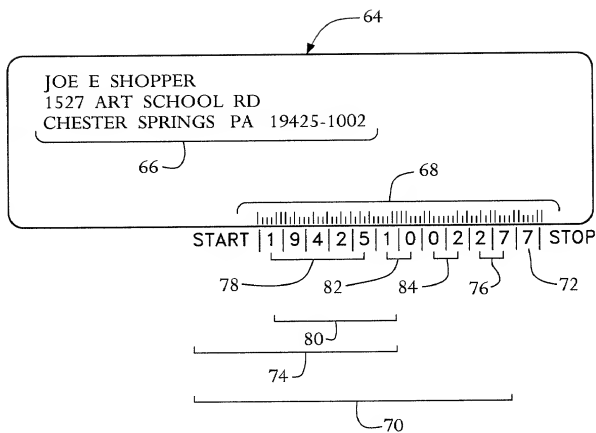 64
JOE E SHOPPER
1527 ART SCHOOL RD
CHESTER SPRINGS PA 19425-1002
66
68
START |1|9|4|2|5|1|0|0|2|2|7|7| STOP
78 82 84 76 72
80
74
70